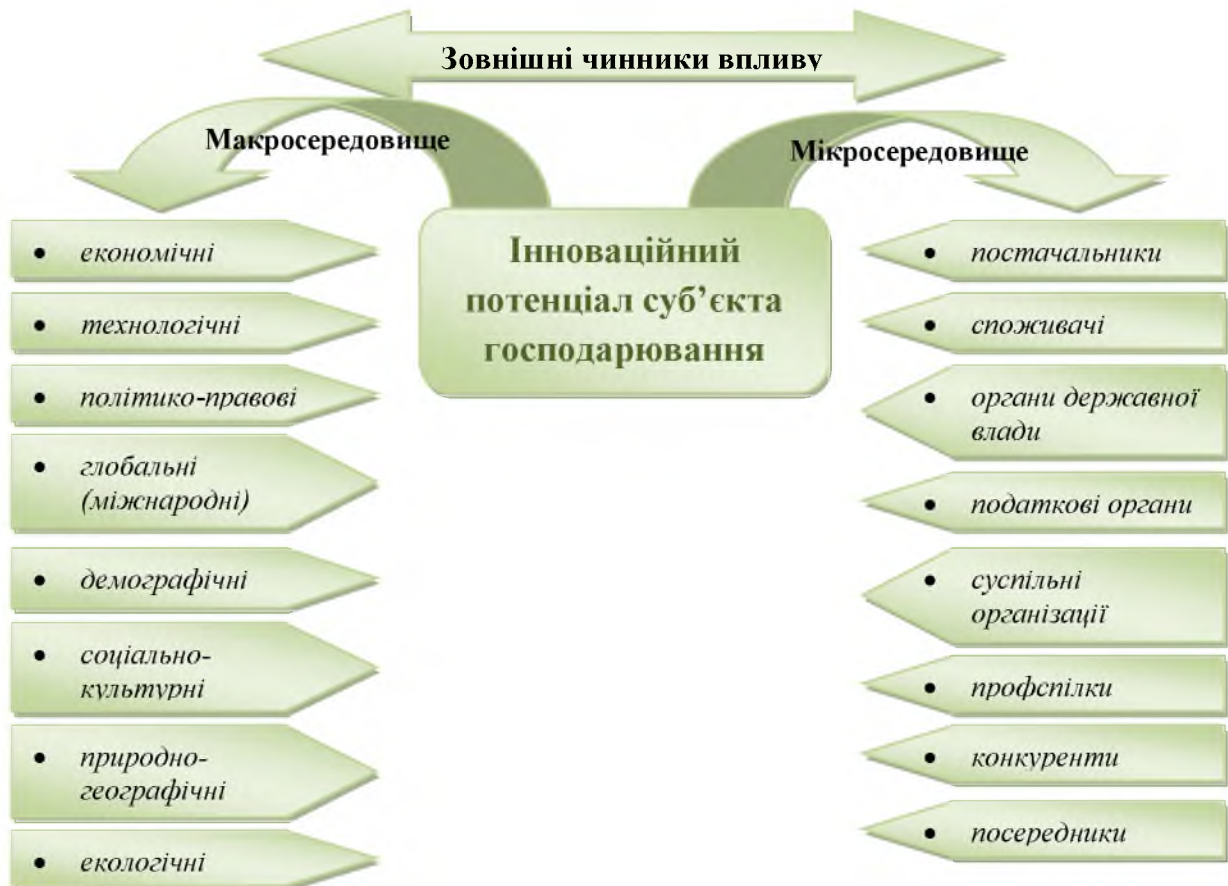 Зовнішні чинники впливу
Макросередовище
Мікросередовище
Інноваційний
потенціал суб’єкта
господарювання
• економічні
• технологічні
• політико-правові
• глобальні
(міжнародні)
• демографічні
• соціально-
культурні
• природно-
географічні
• екологічні
• постачальники
• споживачі
• органи державної
влади
• податкові органи
• суспільні
організації
• профспілки
• конкуренти
• посередники